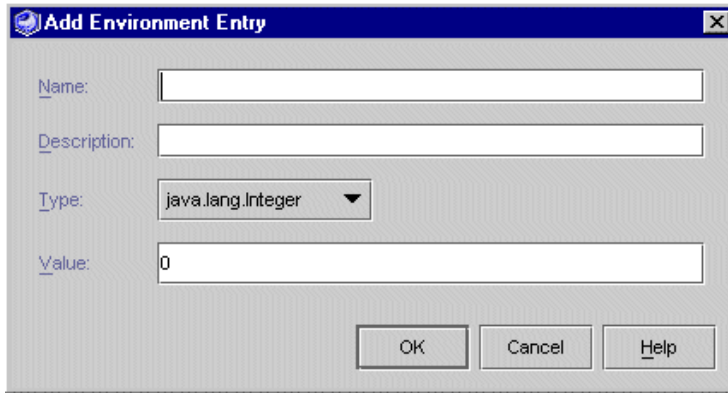 Add Environment Entry
Name:
Description:
Type: java.lang.Integer
Value: 0
OK Cancel Help